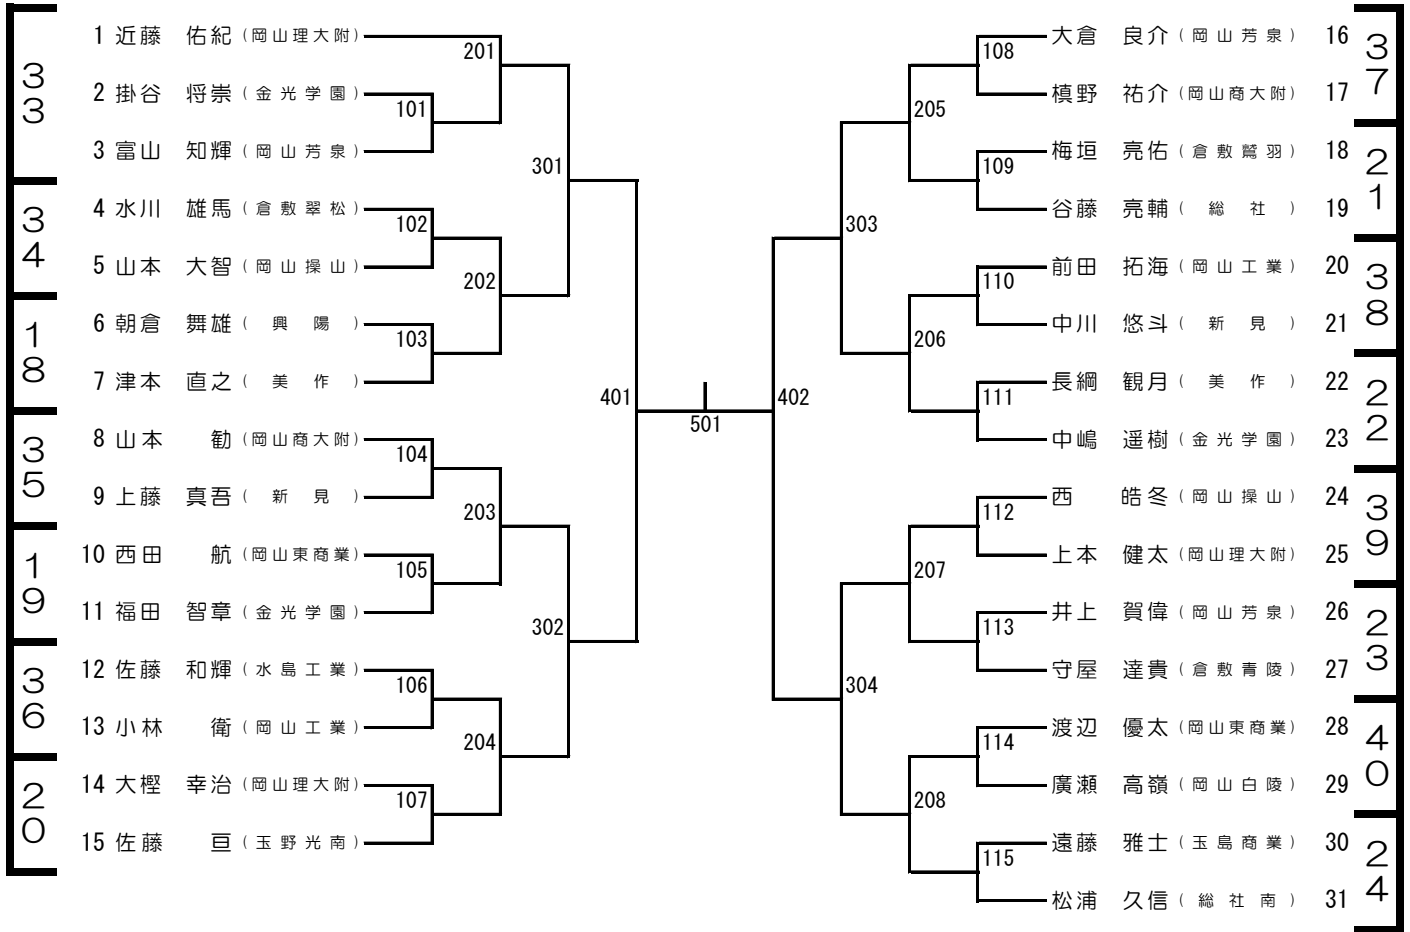 33
1 近藤 佑紀 (岡山理大附)
2 掛谷 将崇 (金光学園)
3 富山 知輝 (岡山芳泉)
34
4 水川 雄馬 (倉敷翠松)
5 山本 大智 (岡山操山)
18
6 朝倉 舞雄 (興陽)
7 津本 直之 (美作)
35
8 山本 勧 (岡山商大附)
9 上藤 真吾 (新見)
19
10 西田 航 (岡山東商業)
11 福田 智章 (金光学園)
36
12 佐藤 和輝 (水島工業)
13 小林 衛 (岡山工業)
20
14 大樫 幸治 (岡山理大附)
15 佐藤 亘 (玉野光南)
101
102
103
104
105
106
107
201
202
203
204
301
302
401
501
402
303
304
205
206
207
208
108
109
110
111
112
113
114
115
大倉 良介 (岡山芳泉) 16
槙野 祐介 (岡山商大附) 17
37
梅垣 亮佑 (倉敷鷲羽) 18
谷藤 亮輔 (総社) 19
21
前田 拓海 (岡山工業) 20
中川 悠斗 (新見) 21
38
長綱 観月 (美作) 22
中嶋 遥樹 (金光学園) 23
22
西 皓冬 (岡山操山) 24
上本 健太 (岡山理大附) 25
39
井上 賀偉 (岡山芳泉) 26
守屋 達貴 (倉敷青陵) 27
23
渡辺 優太 (岡山東商業) 28
廣瀬 高嶺 (岡山白陵) 29
40
遠藤 雅士 (玉島商業) 30
松浦 久信 (総社南) 31
24